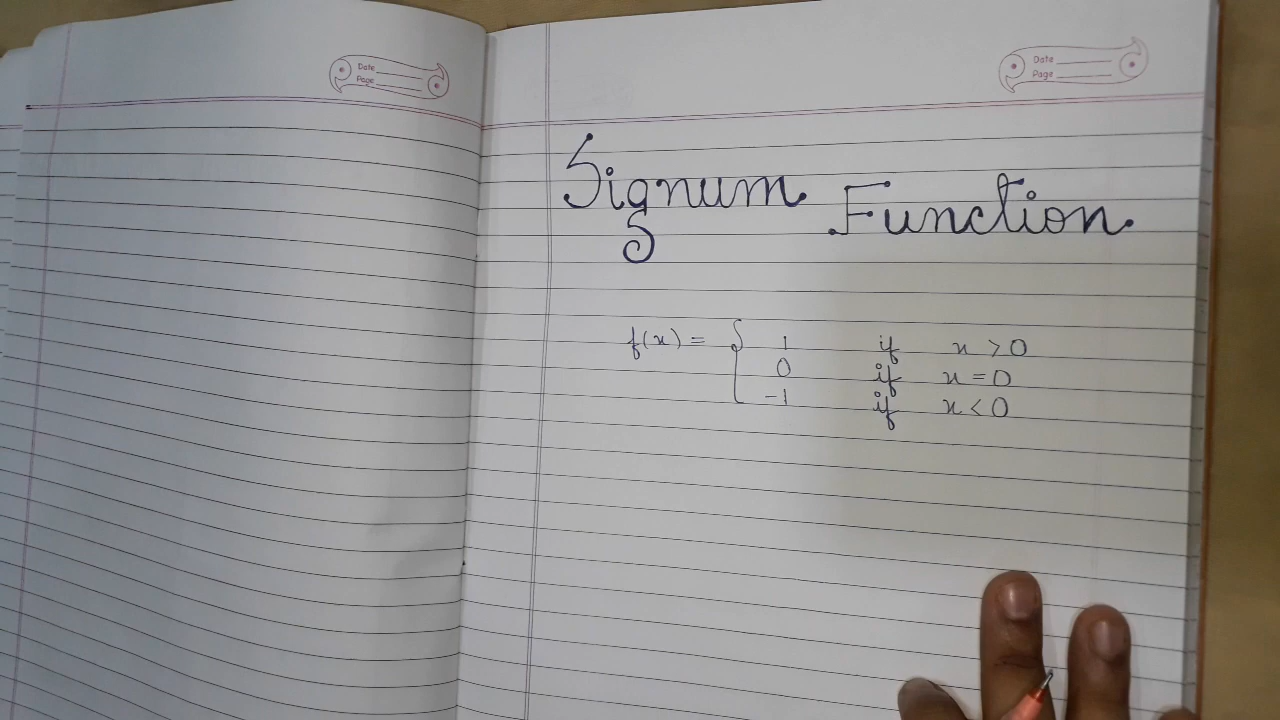 Date
Page
Date
Page
Signum Function.
f(x) = { 1 if x > 0
0 if x = 0
-1 if x < 0